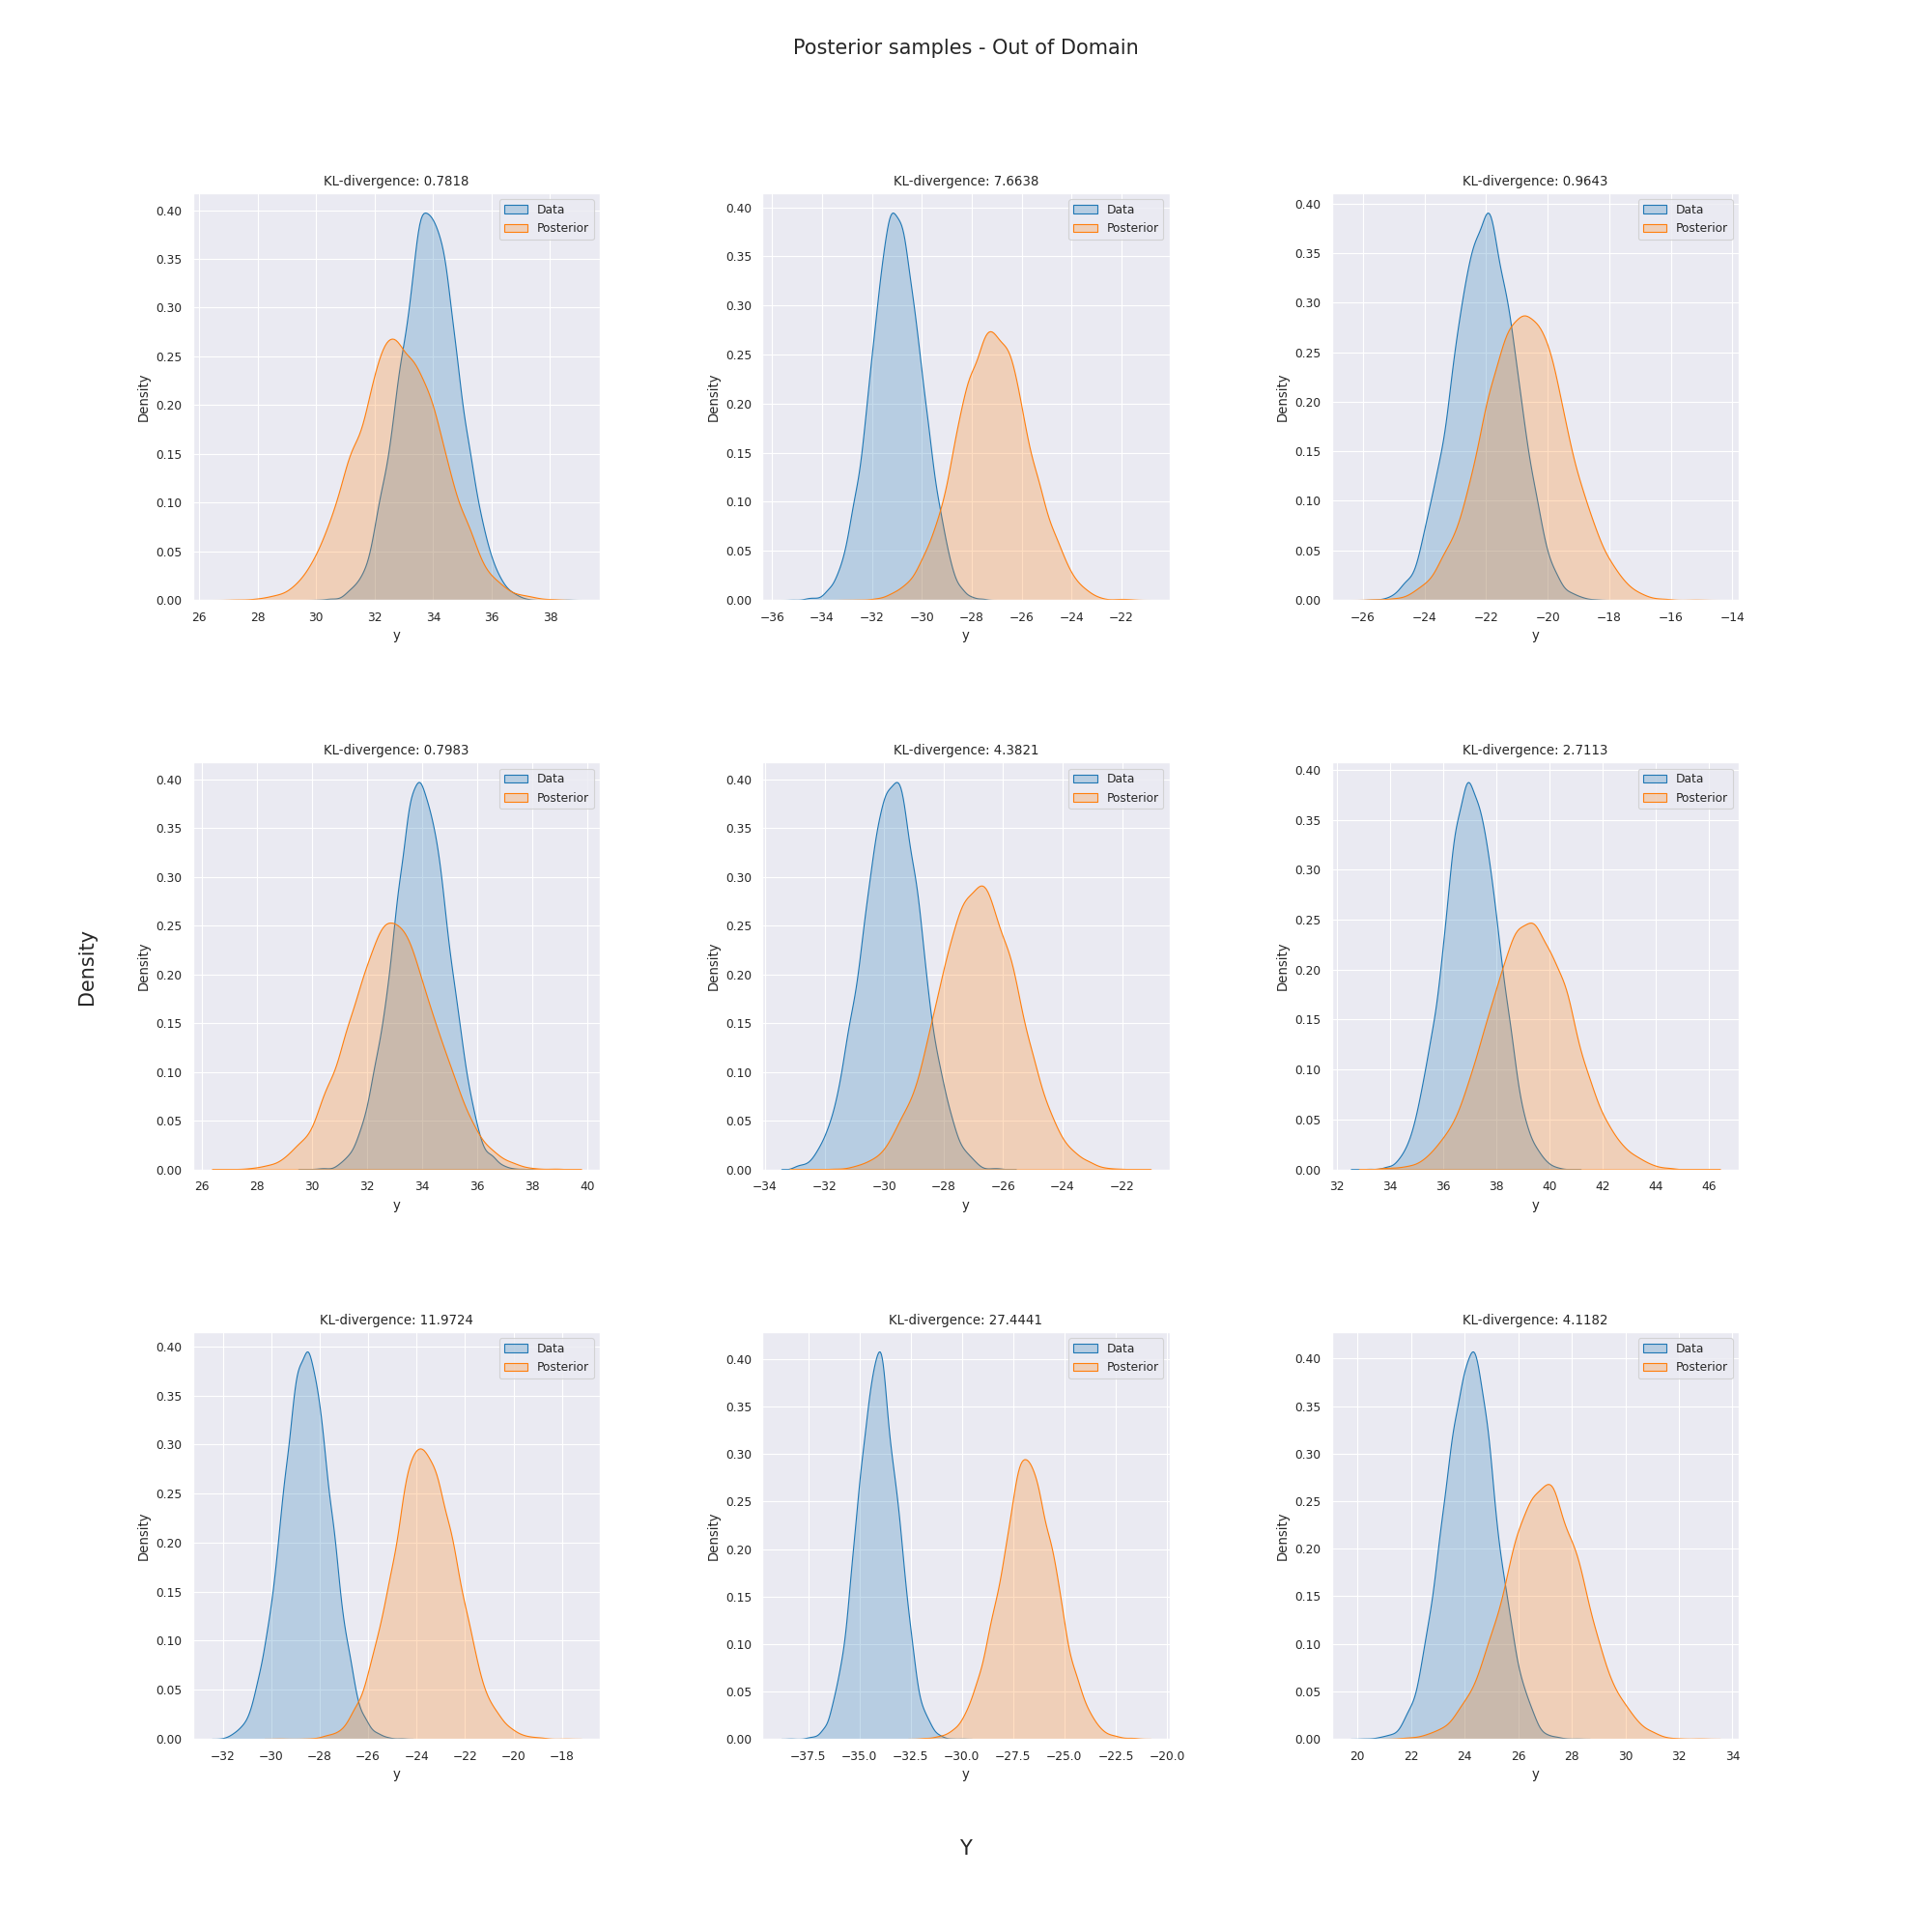 Posterior samples - Out of Domain
KL-divergence: 0.7818
Data
Posterior
0.40
0.35
0.30
0.25
0.20
0.15
0.10
0.05
0.00
Density
26 28 30 32 34 36 38
y
KL-divergence: 7.6638
Data
Posterior
0.40
0.35
0.30
0.25
0.20
0.15
0.10
0.05
0.00
Density
−36 −34 −32 −30 −28 −26 −24 −22
y
KL-divergence: 0.9643
Data
Posterior
0.40
0.35
0.30
0.25
0.20
0.15
0.10
0.05
0.00
Density
−26 −24 −22 −20 −18 −16 −14
y
Density
KL-divergence: 0.7983
Data
Posterior
0.40
0.35
0.30
0.25
0.20
0.15
0.10
0.05
0.00
Density
26 28 30 32 34 36 38 40
y
KL-divergence: 4.3821
Data
Posterior
0.40
0.35
0.30
0.25
0.20
0.15
0.10
0.05
0.00
Density
−34 −32 −30 −28 −26 −24 −22
y
KL-divergence: 2.7113
Data
Posterior
0.40
0.35
0.30
0.25
0.20
0.15
0.10
0.05
0.00
Density
32 34 36 38 40 42 44 46
y
KL-divergence: 11.9724
Data
Posterior
0.40
0.35
0.30
0.25
0.20
0.15
0.10
0.05
0.00
Density
−32 −30 −28 −26 −24 −22 −20 −18
y
KL-divergence: 27.4441
Data
Posterior
0.40
0.35
0.30
0.25
0.20
0.15
0.10
0.05
0.00
Density
−37.5 −35.0 −32.5 −30.0 −27.5 −25.0 −22.5 −20.0
y
KL-divergence: 4.1182
Data
Posterior
0.40
0.35
0.30
0.25
0.20
0.15
0.10
0.05
0.00
Density
20 22 24 26 28 30 32 34
y
Y